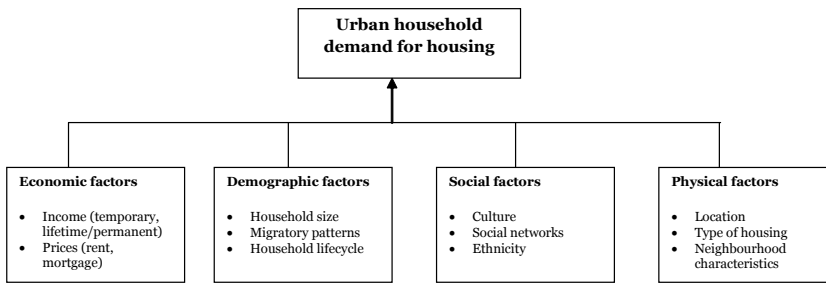 Urban household
demand for housing
Economic factors
• Income (temporary,
lifetime/permanent)
• Prices (rent,
mortgage)
Demographic factors
• Household size
• Migratory patterns
• Household lifecycle
Social factors
• Culture
• Social networks
• Ethnicity
Physical factors
• Location
• Type of housing
• Neighbourhood
characteristics